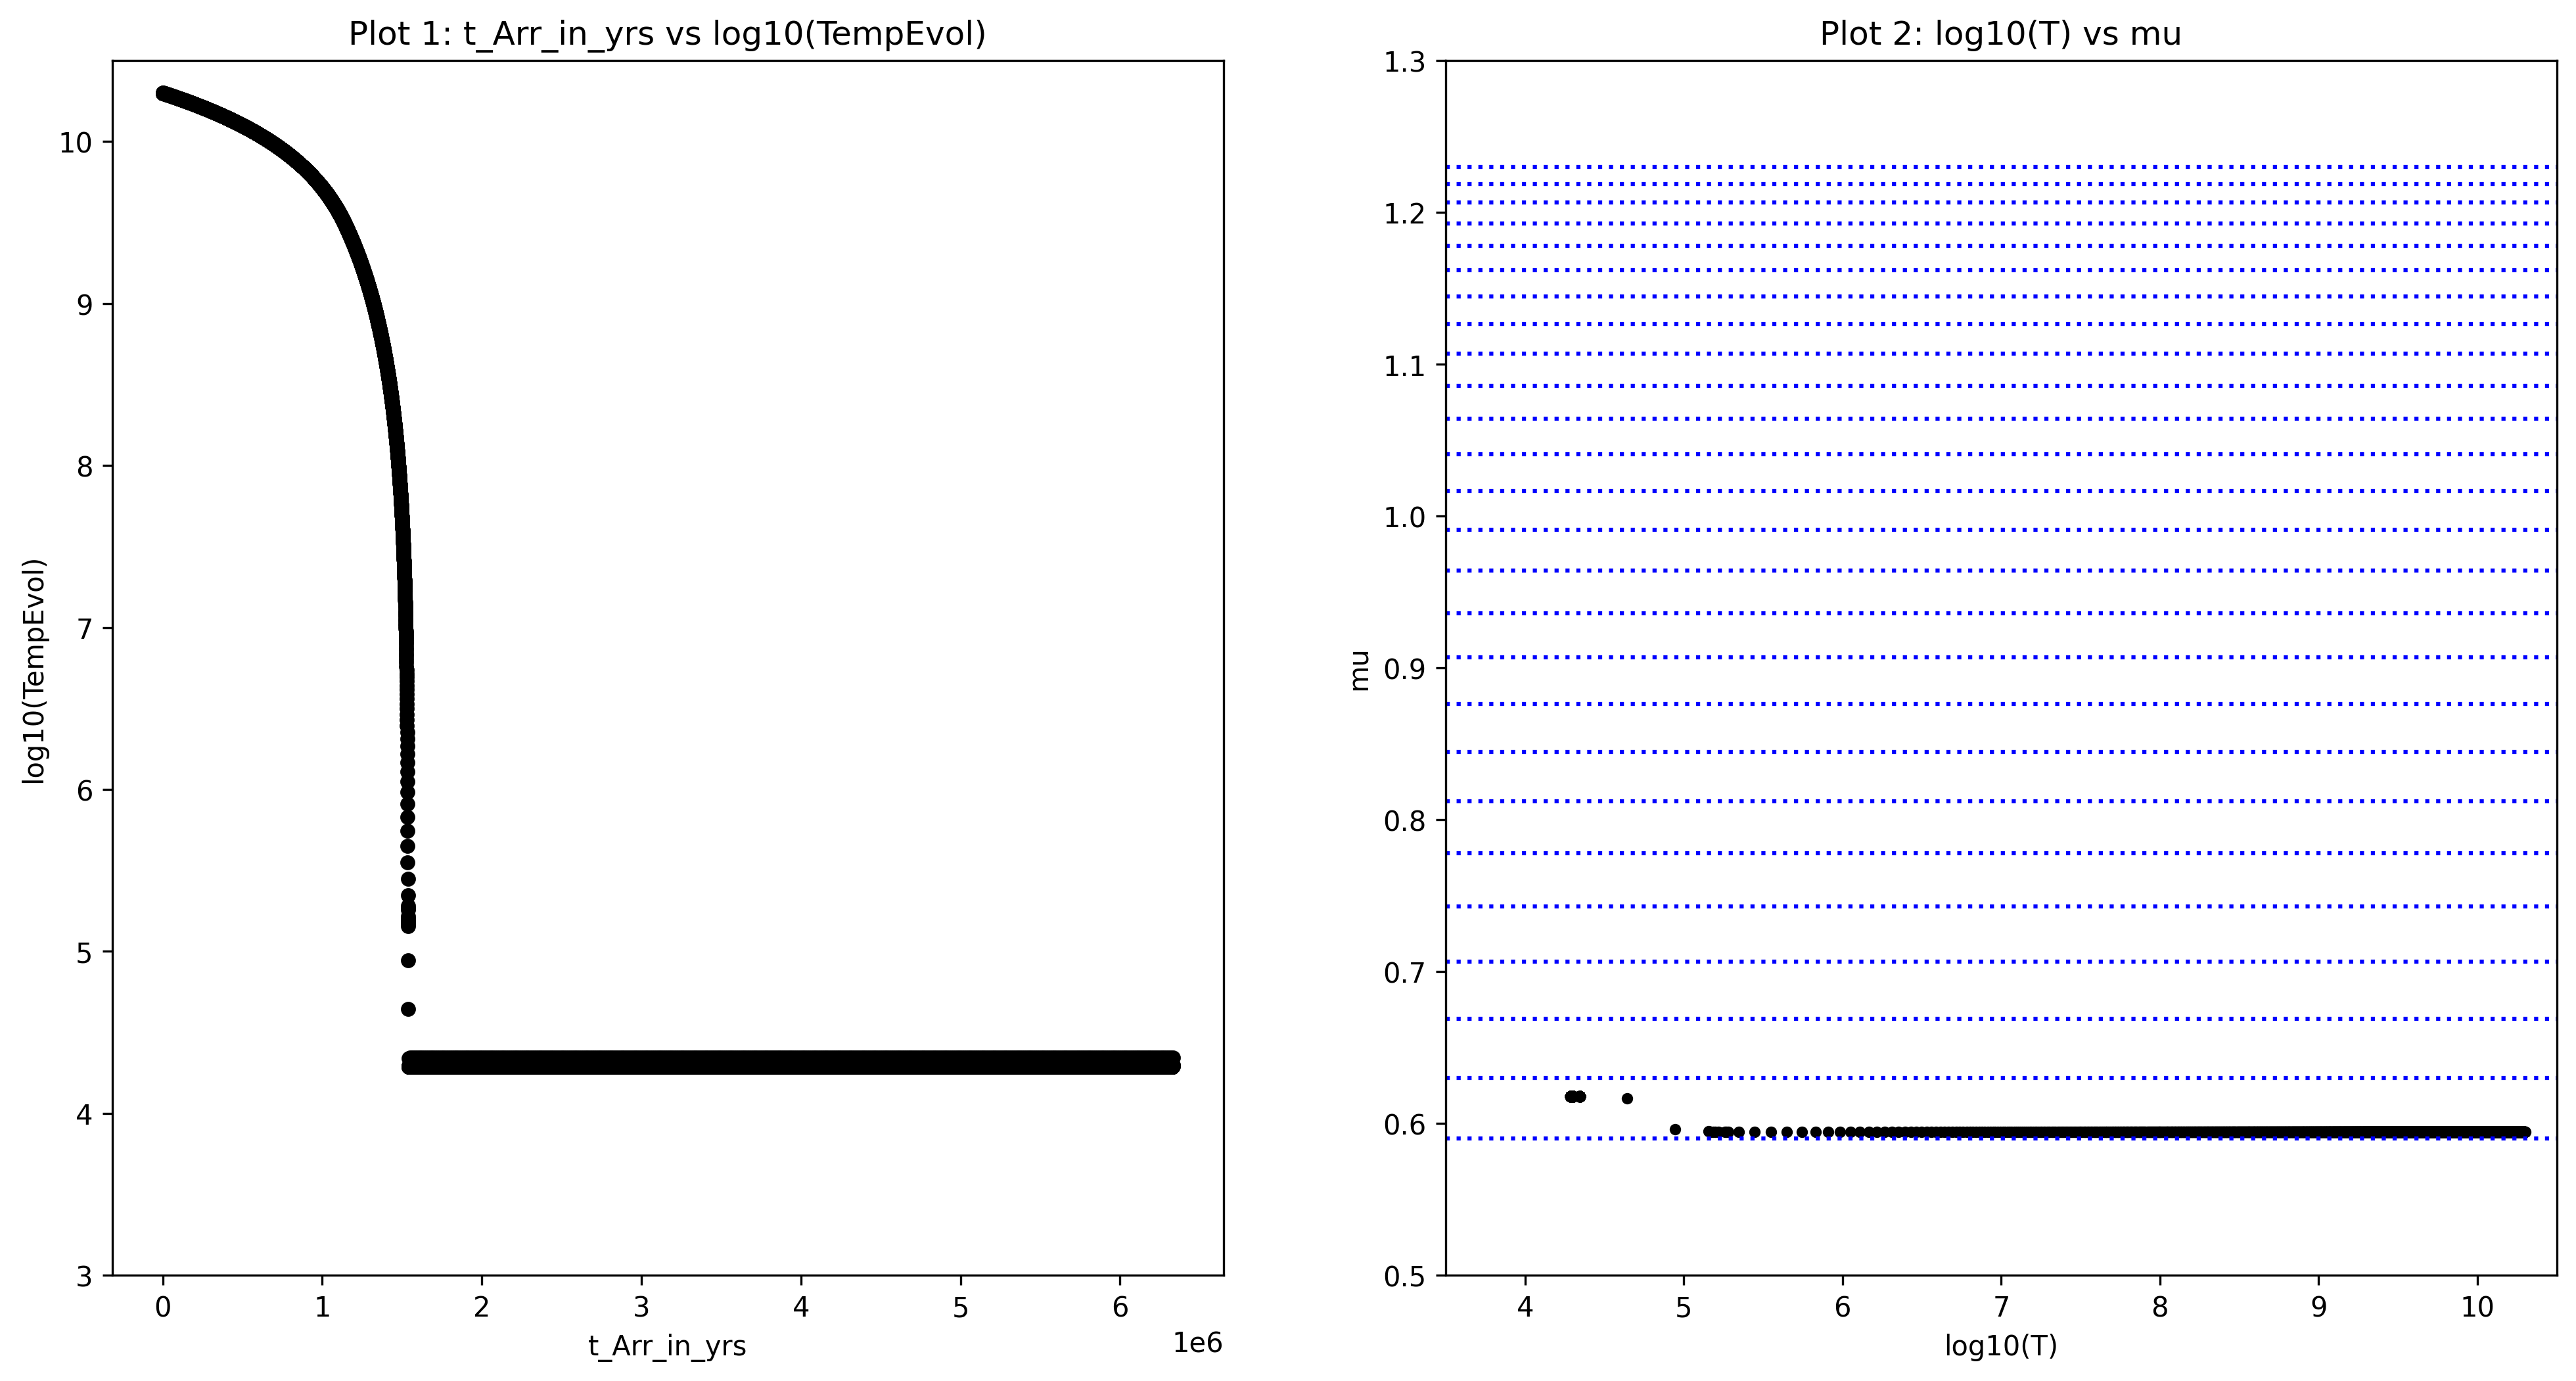 Plot 1: t_Arr_in_yrs vs log10(TempEvol)
10
9
8
7
6
5
4
3
log10(TempEvol)
0 1 2 3 4 5 6
1e6
t_Arr_in_yrs
Plot 2: log10(T) vs mu
1.3
1.2
1.1
1.0
0.9
0.8
0.7
0.6
0.5
mu
4 5 6 7 8 9 10
log10(T)